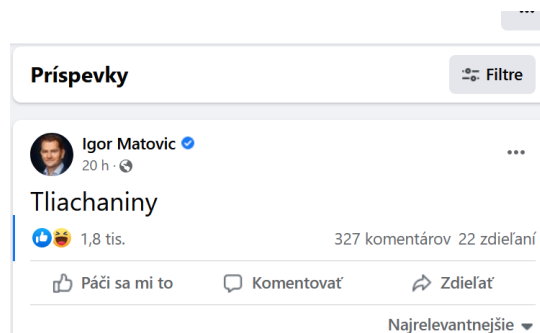 Príspevky
Filtre
Igor Matovic
20 h ·
Tliachaniny
1,8 tis.
327 komentárov 22 zdieľaní
Páči sa mi to
Komentovať
Zdieľať
Najrelevantnejšie